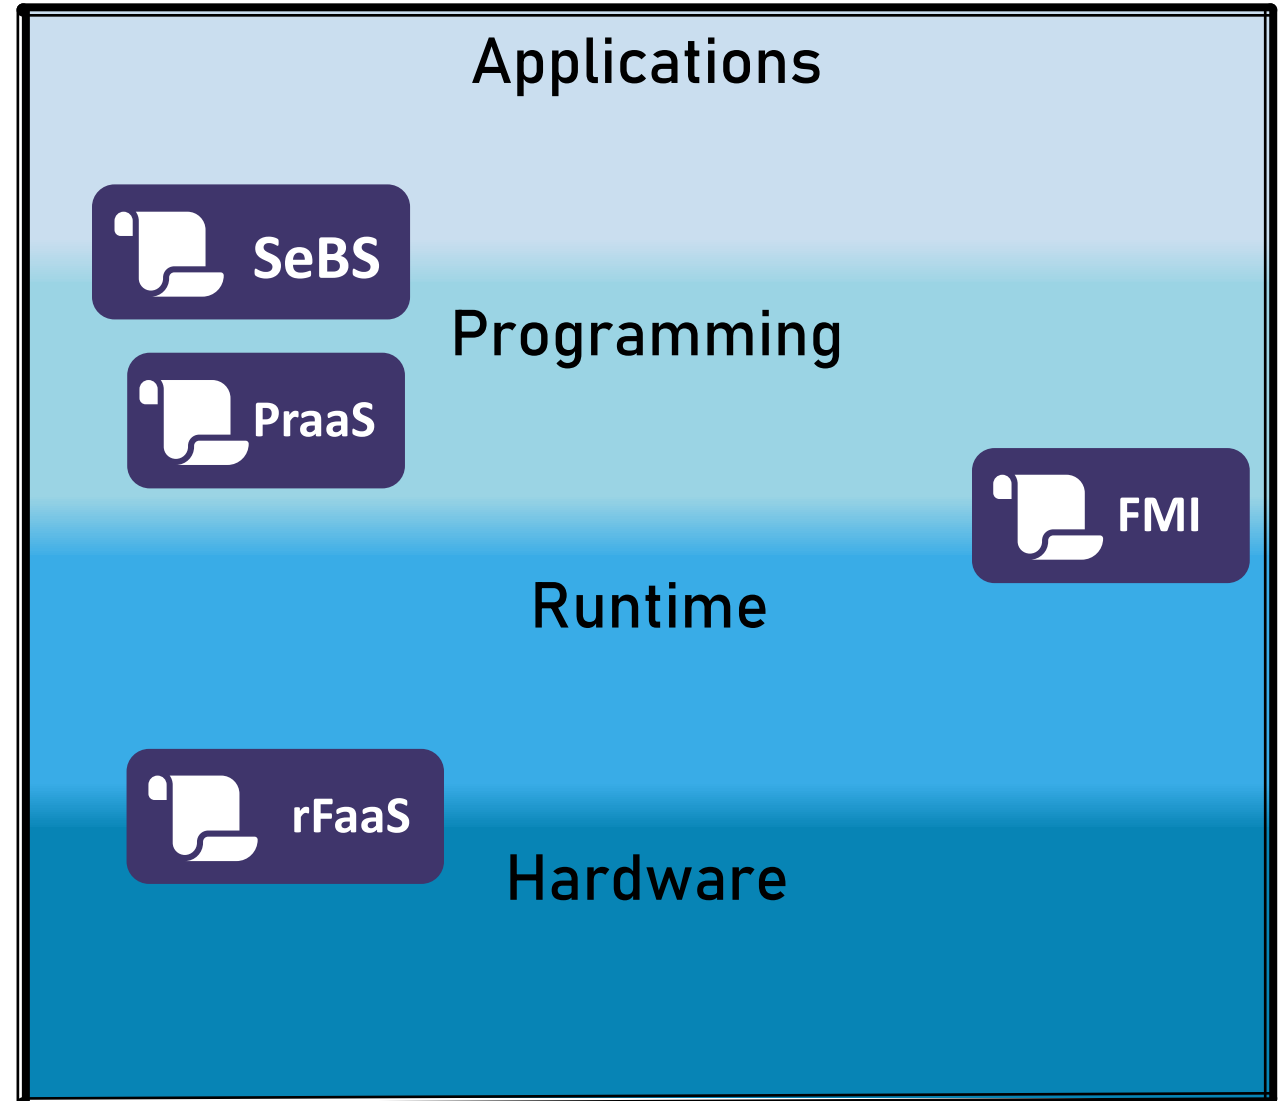 Applications
SeBS
Programming
PraaS
FMI
Runtime
rFaaS
Hardware